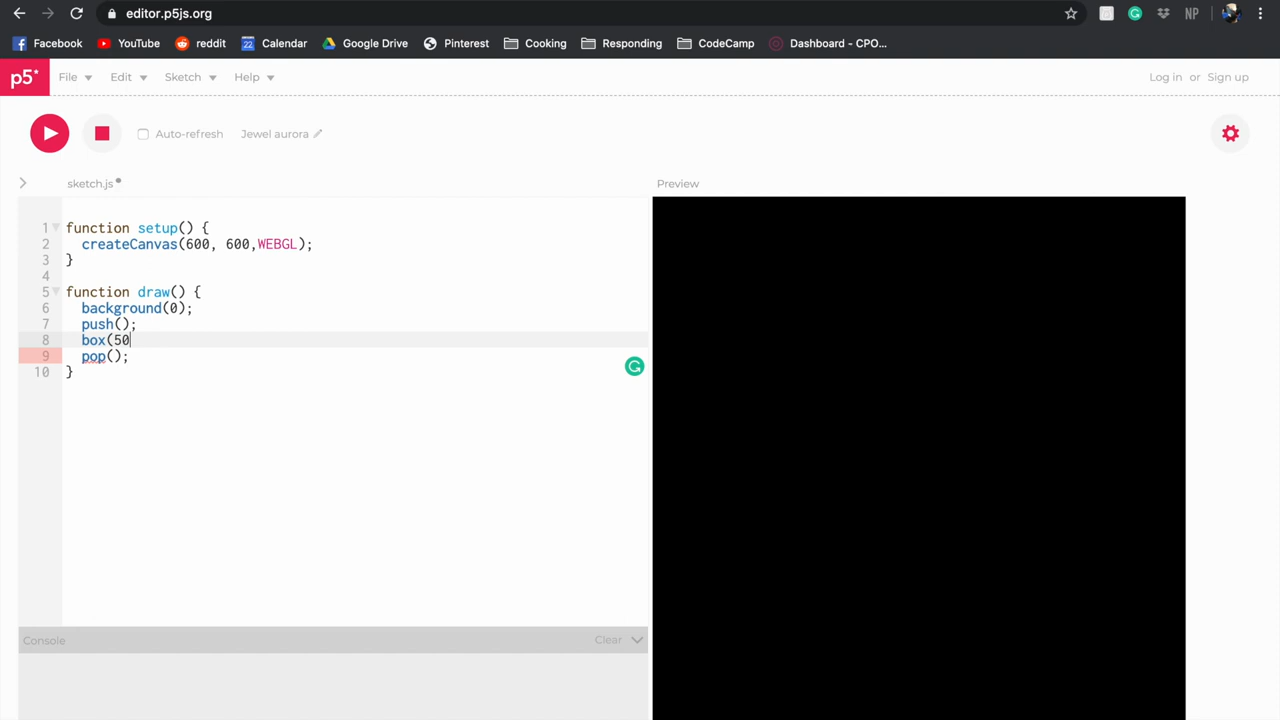 editor.p5js.org
NP
Facebook YouTube reddit 22 Calendar Google Drive Pinterest Cooking Responding CodeCamp Dashboard - CPO...
p5* File Edit Sketch Help Log in or Sign up
Auto-refresh Jewel aurora
sketch.js Preview
1 function setup() {
2 createCanvas(600, 600,WEBGL);
3 }
4
5 function draw() {
6 background(0);
7 push();
8 box(50
9 pop();
10 }
Console Clear